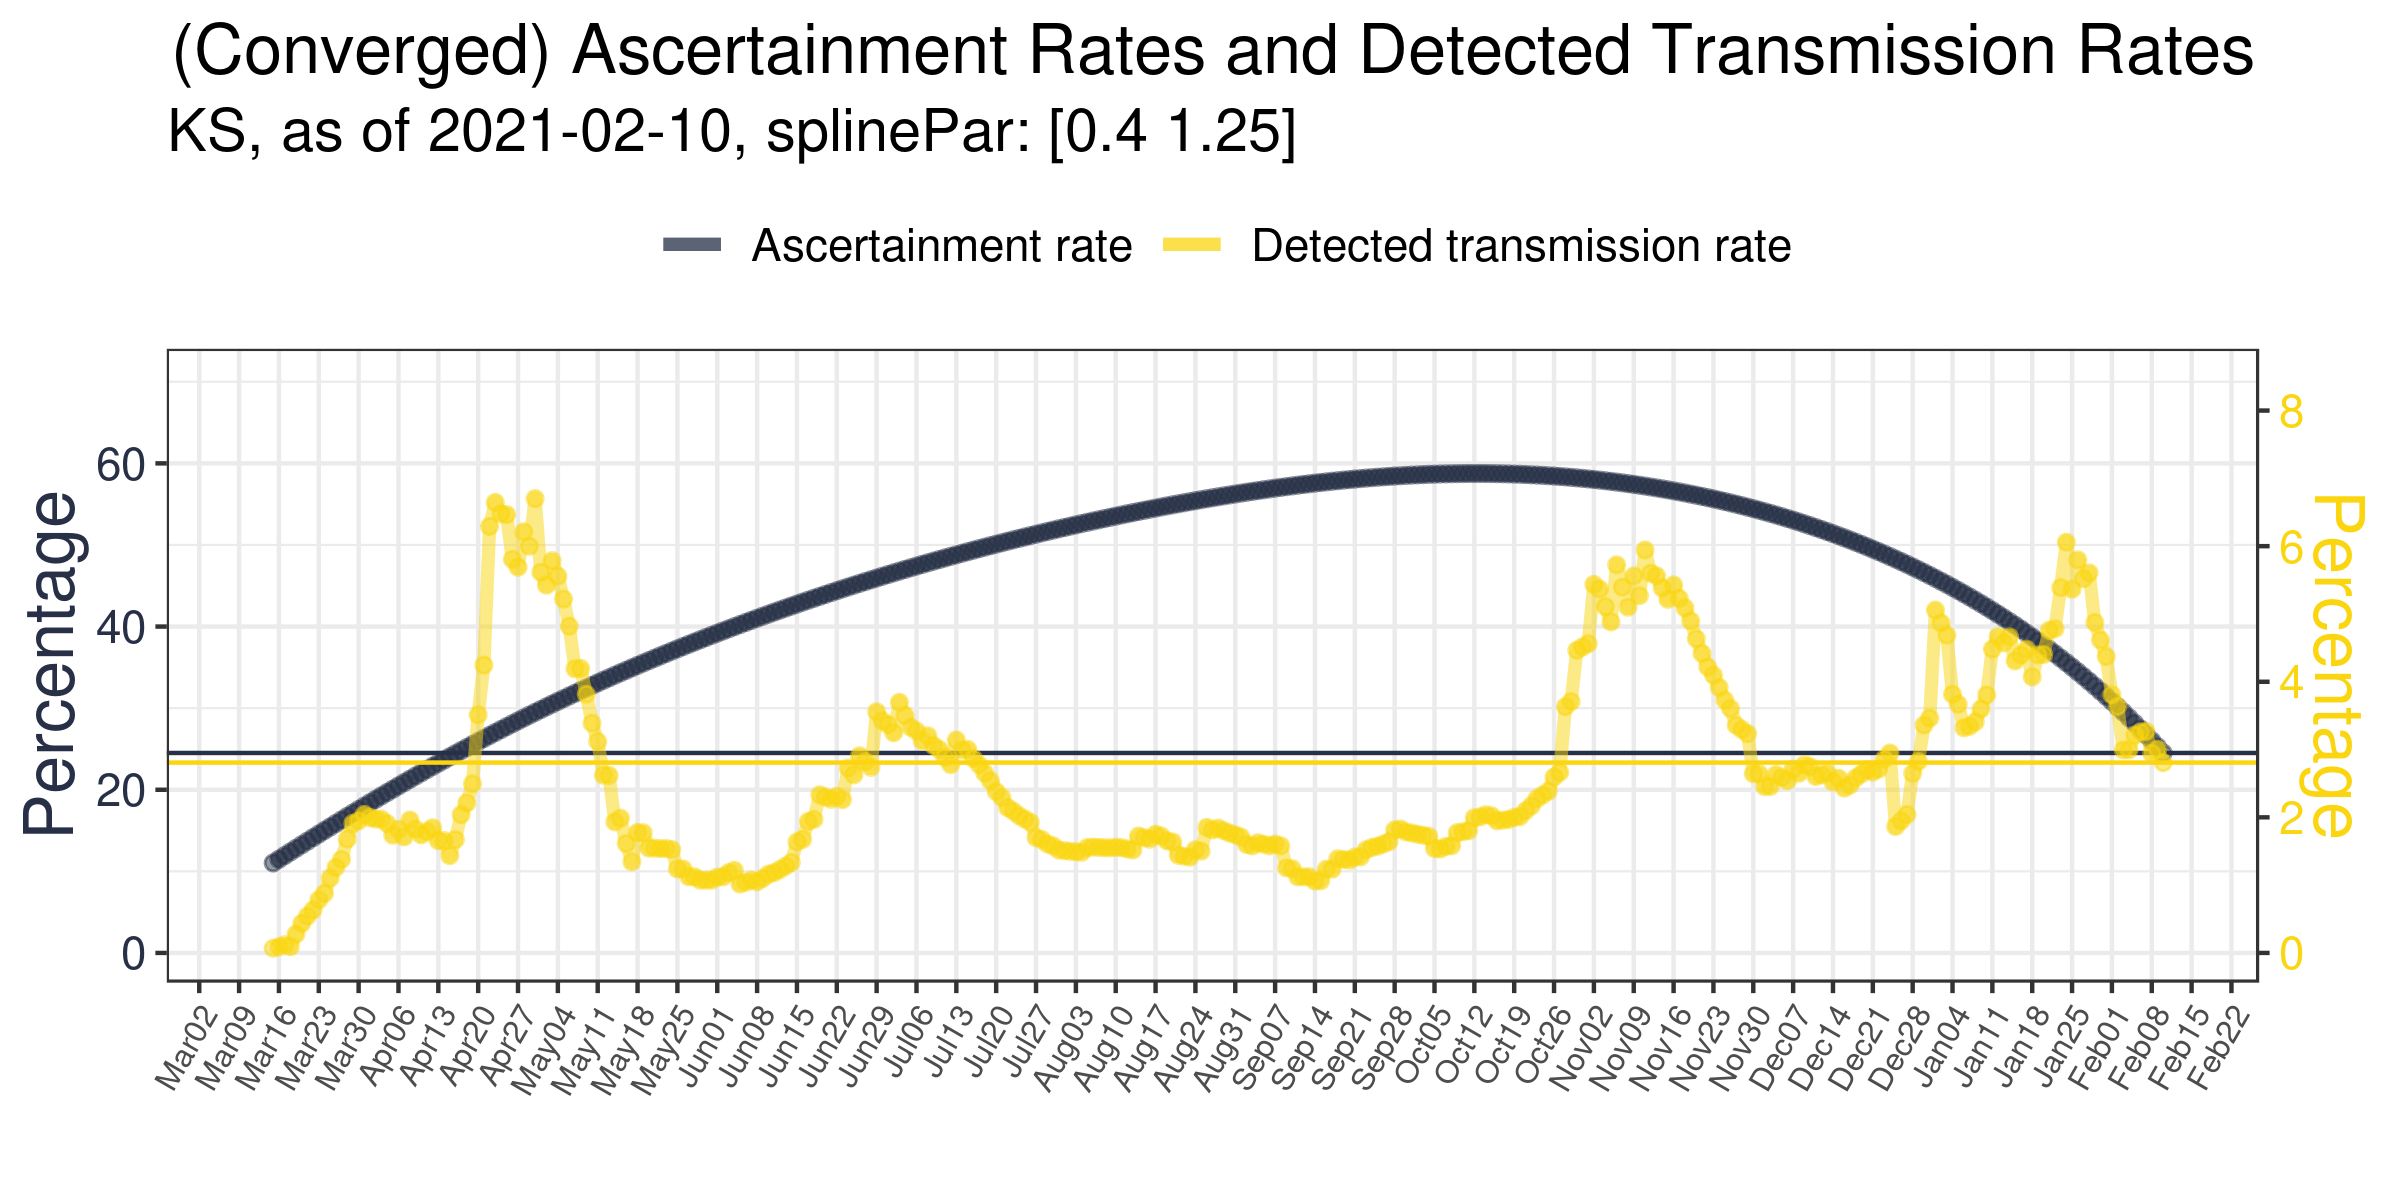 (Converged) Ascertainment Rates and Detected Transmission Rates
KS, as of 2021-02-10, splinePar: [0.4 1.25]
Ascertainment rate
Detected transmission rate
Percentage
60
40
20
0
8
6
4
2
0
Percentage
Mar02
Mar09
Mar16
Mar23
Mar30
Apr06
Apr13
Apr20
Apr27
May04
May11
May18
May25
Jun01
Jun08
Jun15
Jun22
Jun29
Jul06
Jul13
Jul20
Jul27
Aug03
Aug10
Aug17
Aug24
Aug31
Sep07
Sep14
Sep21
Sep28
Oct05
Oct12
Oct19
Oct26
Nov02
Nov09
Nov16
Nov23
Nov30
Dec07
Dec14
Dec21
Dec28
Jan04
Jan11
Jan18
Jan25
Feb01
Feb08
Feb15
Feb22